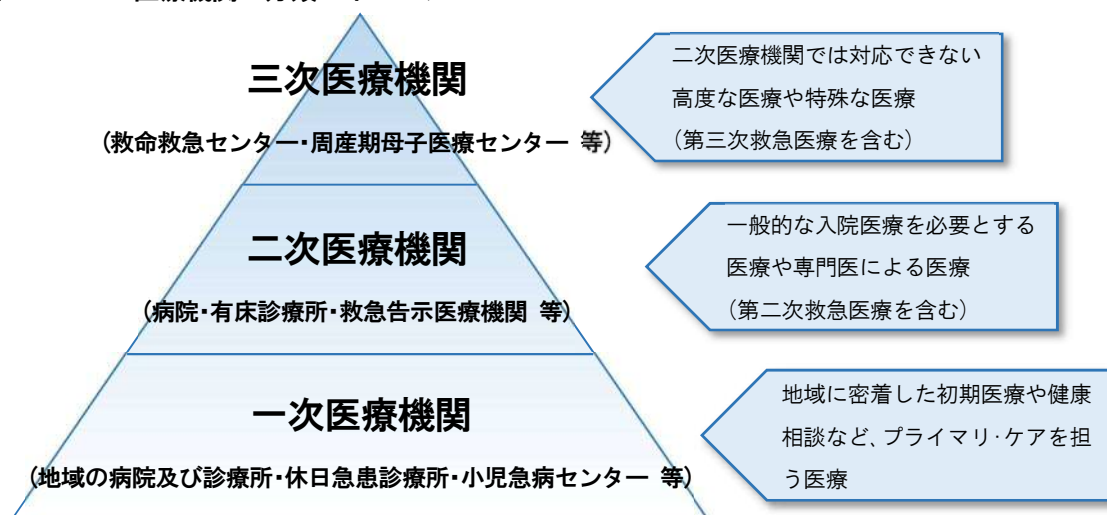 三次医療機関
（救命救急センター・周産期母子医療センター 等）
二次医療機関では対応できない
高度な医療や特殊な医療
（第三次救急医療を含む）
二次医療機関
（病院・有床診療所・救急告示医療機関 等）
一般的な入院医療を必要とする
医療や専門医による医療
（第二次救急医療を含む）
一次医療機関
（地域の病院及び診療所・休日急患診療所・小児急病センター 等）
地域に密着した初期医療や健康
相談など、プライマリ・ケアを担
う医療